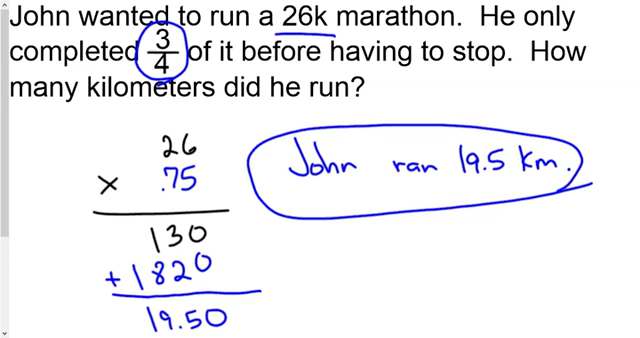 John wanted to run a 26k marathon. He only
completed 3/4 of it before having to stop. How
many kilometers did he run?
26
x .75
130
+ 1820
19.50
John ran 19.5 km.